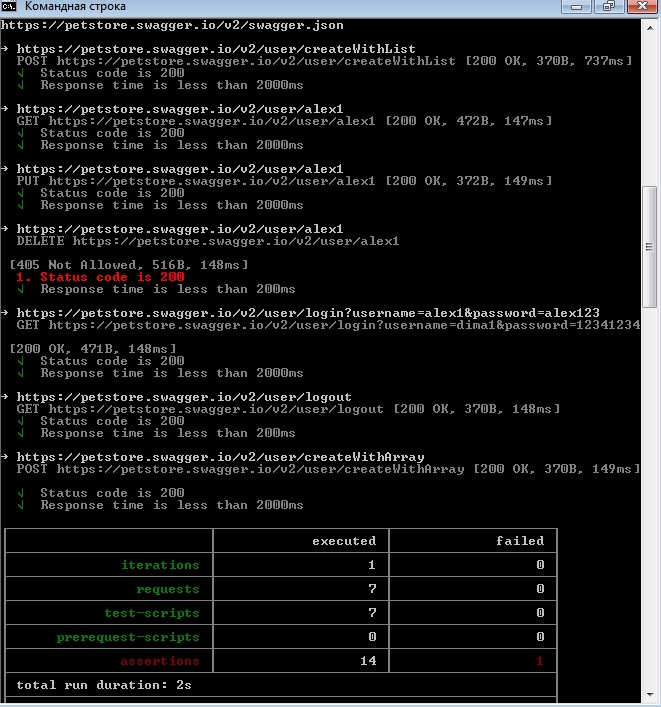 Командная строка
https://petstore.swagger.io/v2/swagger.json
→ https://petstore.swagger.io/v2/user/createWithList
POST https://petstore.swagger.io/v2/user/createWithList [200 OK, 370B, 737ms]
√ Status code is 200
√ Response time is less than 2000ms
→ https://petstore.swagger.io/v2/user/alex1
GET https://petstore.swagger.io/v2/user/alex1 [200 OK, 472B, 147ms]
√ Status code is 200
√ Response time is less than 2000ms
→ https://petstore.swagger.io/v2/user/alex1
PUT https://petstore.swagger.io/v2/user/alex1 [200 OK, 372B, 149ms]
√ Status code is 200
√ Response time is less than 2000ms
→ https://petstore.swagger.io/v2/user/alex1
DELETE https://petstore.swagger.io/v2/user/alex1
[405 Not Allowed, 516B, 148ms]
1. Status code is 200
√ Response time is less than 2000ms
→ https://petstore.swagger.io/v2/user/login?username=alex1&password=alex123
GET https://petstore.swagger.io/v2/user/login?username=dima1&password=12341234
[200 OK, 471B, 148ms]
√ Status code is 200
√ Response time is less than 2000ms
→ https://petstore.swagger.io/v2/user/logout
GET https://petstore.swagger.io/v2/user/logout [200 OK, 370B, 148ms]
√ Status code is 200
√ Response time is less than 200ms
→ https://petstore.swagger.io/v2/user/createWithArray
POST https://petstore.swagger.io/v2/user/createWithArray [200 OK, 370B, 149ms]
√ Status code is 200
√ Response time is less than 2000ms
executed failed
iterations 1 0
requests 7 0
test-scripts 7 0
prerequest-scripts 0 0
assertions 14 1
total run duration: 2s